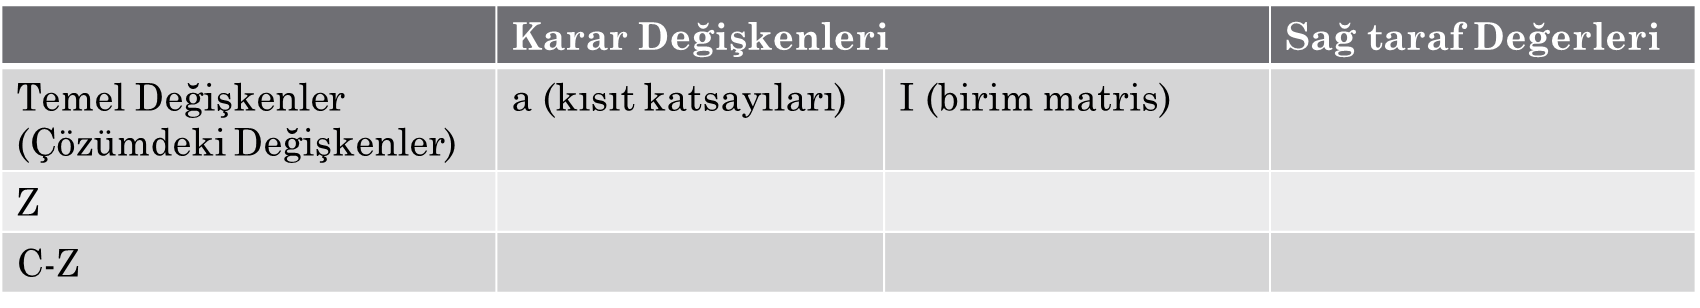 Karar Değişkenleri
Sağ taraf Değerleri
Temel Değişkenler
(Çözümdeki Değişkenler)
a (kısıt katsayıları)
I (birim matris)
Z
C-Z